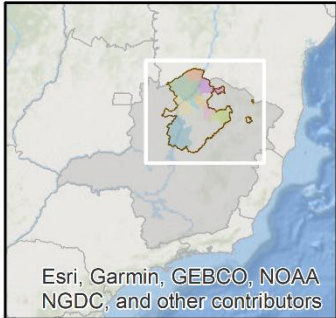 Esri, Garmin, GEBCO, NOAA
NGDC, and other contributors